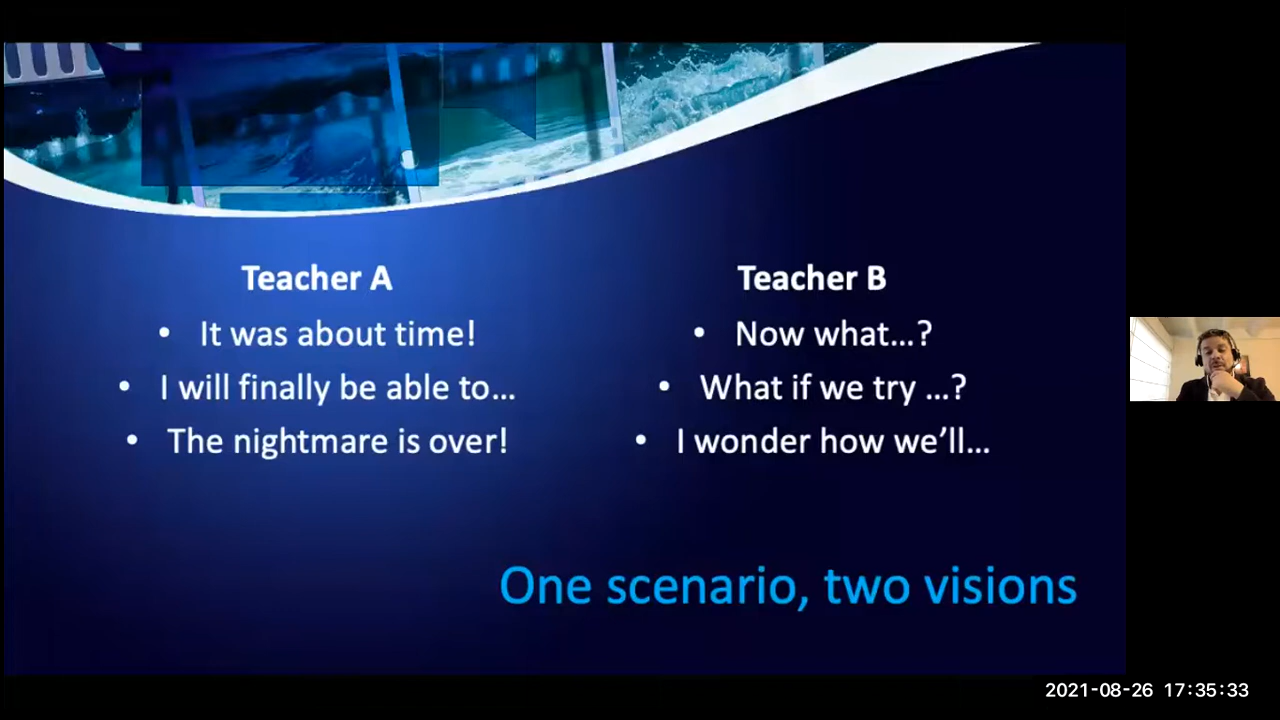 Teacher A
• It was about time!
• I will finally be able to…
• The nightmare is over!
Teacher B
• Now what…?
• What if we try …?
• I wonder how we’ll…
One scenario, two visions
2021-08-26 17:35:33